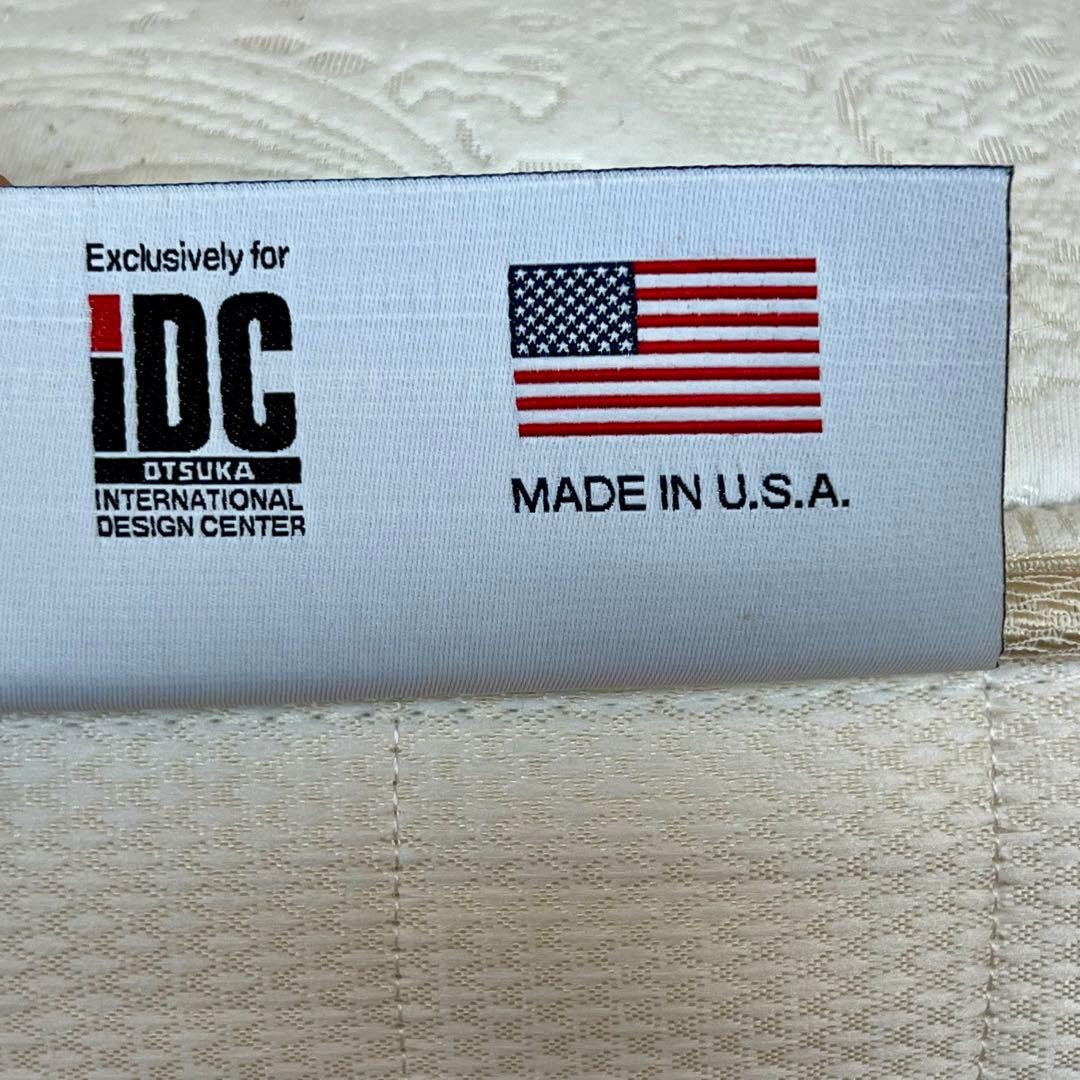 Exclusively for
iDC
OTSUKA
INTERNATIONAL
DESIGN CENTER
MADE IN U.S.A.